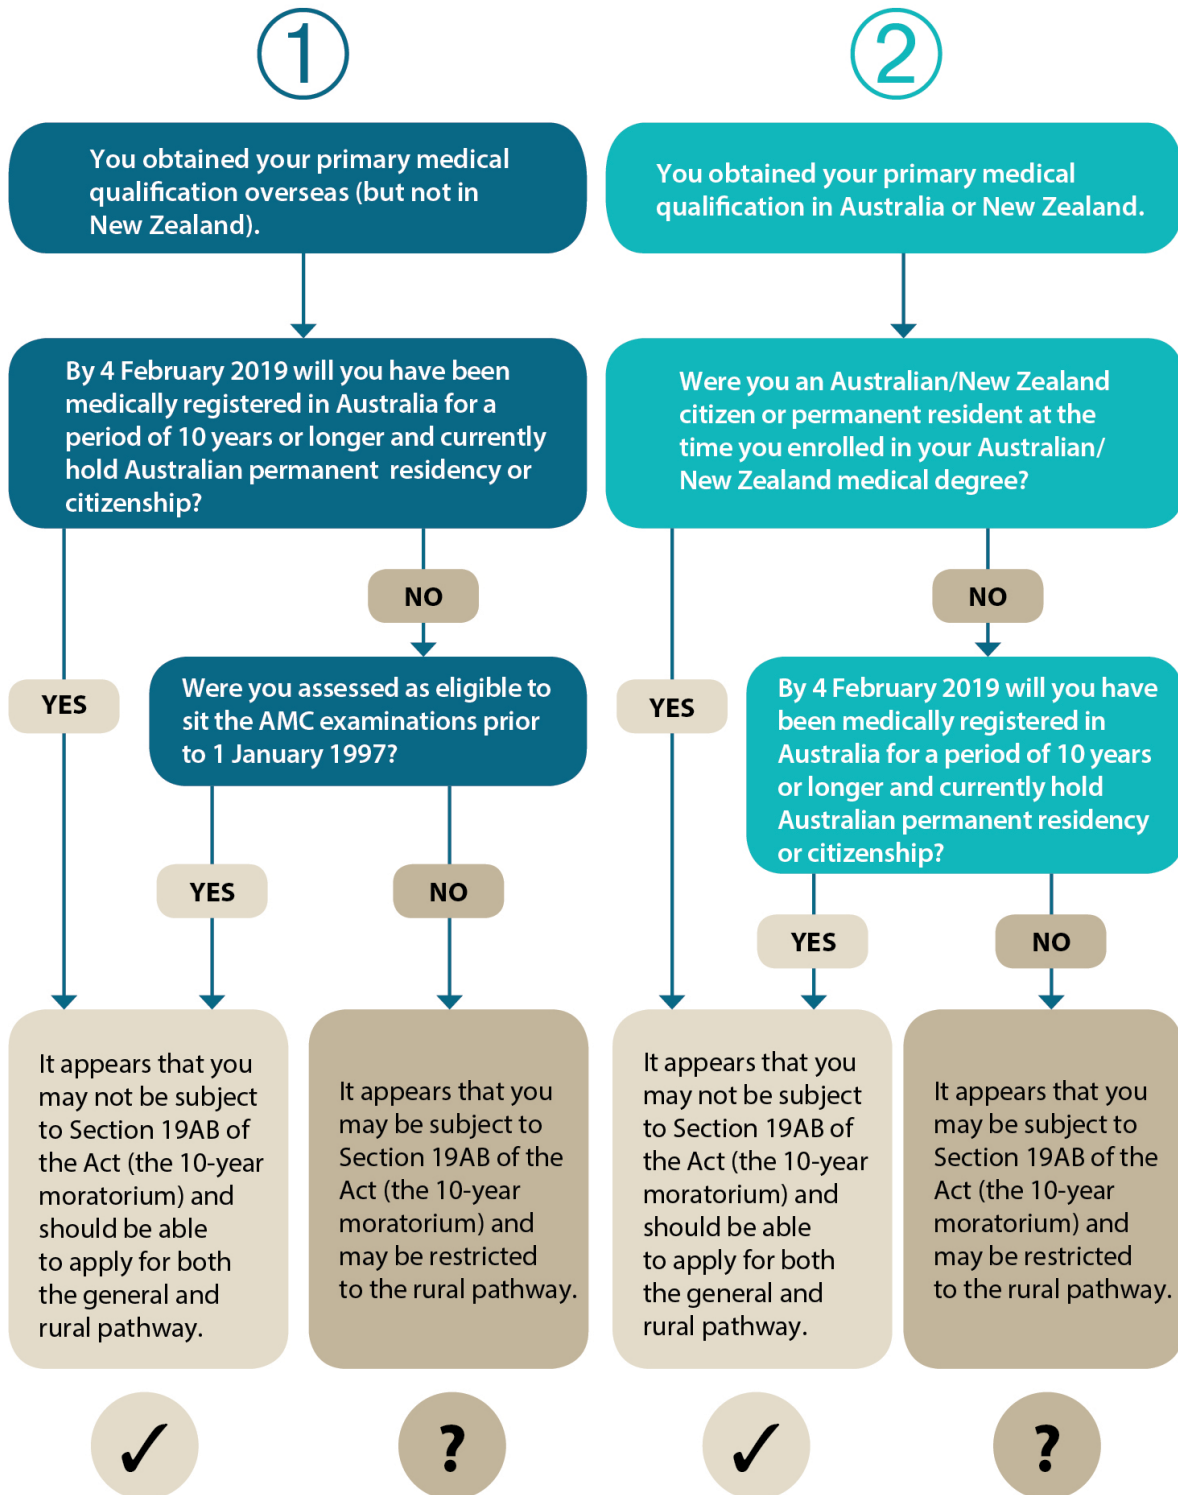 1
You obtained your primary medical
qualification overseas (but not in
New Zealand).
By 4 February 2019 will you have been
medically registered in Australia for a
period of 10 years or longer and currently
hold Australian permanent residency or
citizenship?
NO
YES
Were you assessed as eligible to
sit the AMC examinations prior
to 1 January 1997?
YES
NO
It appears that you
may not be subject
to Section 19AB of
the Act (the 10-year
moratorium) and
should be able
to apply for both
the general and
rural pathway.
It appears that you
may be subject to
Section 19AB of the
Act (the 10-year
moratorium) and
may be restricted
to the rural pathway.
✓
?
2
You obtained your primary medical
qualification in Australia or New Zealand.
Were you an Australian/New Zealand
citizen or permanent resident at the
time you enrolled in your Australian/
New Zealand medical degree?
NO
YES
By 4 February 2019 will you have
been medically registered in
Australia for a period of 10 years
or longer and currently hold
Australian permanent residency
or citizenship?
YES
NO
It appears that you
may not be subject
to Section 19AB of
the Act (the 10-year
moratorium) and
should be able
to apply for both
the general and
rural pathway.
It appears that you
may be subject to
Section 19AB of the
Act (the 10-year
moratorium) and
may be restricted
to the rural pathway.
✓
?